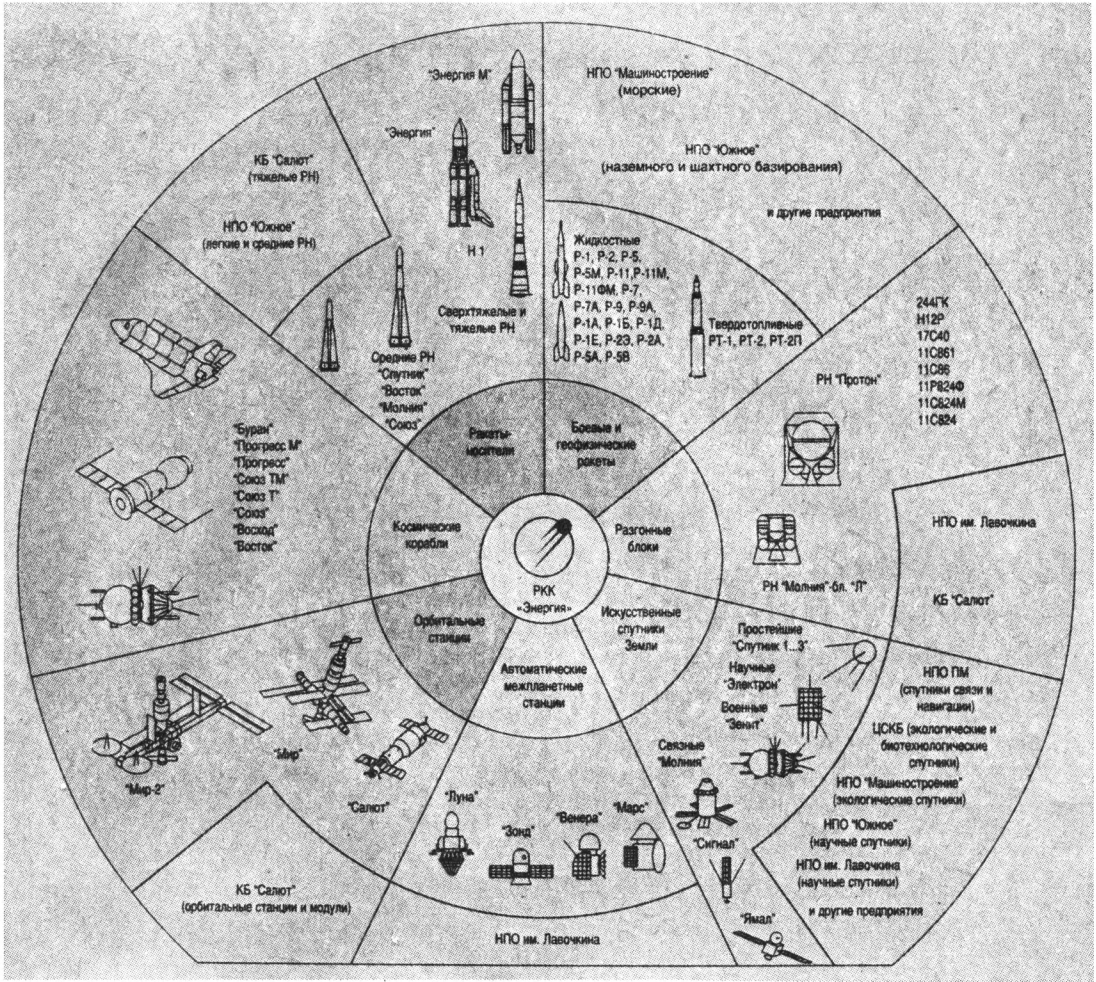 "Энергия М"
"Энергия"
Н 1
Сверхтяжелые и
тяжелые РН
Средние РН
"Спутник"
"Восток"
"Молния"
"Союз"
КБ "Салют"
(тяжелые РН)
НПО "Южное"
(легкие и средние РН)
НПО "Машиностроение"
(морские)
НПО "Южное"
(наземного и шахтного базирования)
и другие предприятия
Жидкостные
Р-1, Р-2, Р-5,
Р-5М, Р-11,Р-11М,
Р-11ФМ, Р-7,
Р-7А, Р-9, Р-9А,
Р-1А, Р-1Б, Р-1Д,
Р-1Е, Р-2Э, Р-2А,
Р-5А, Р-5В
Твердотопливные
РТ-1, РТ-2, РТ-2П
244ГК
Н12Р
17С40
11С861
11С86
11Р824Ф
11С824М
11С824
РН "Протон"
РН "Молния"-бл. "Л"
НПО им. Лавочкина
КБ "Салют"
"Буран"
"Прогресс М"
"Прогресс"
"Союз ТМ"
"Союз Т"
"Союз"
"Восход"
"Восток"
Ракеты-
носители
Боевые и
геофизические
ракеты
Космические
корабли
Разгонные
блоки
РКК
«Энергия»
Орбитальные
станции
Искусственные
спутники
Земли
Автоматические
межпланетные
станции
Простейшие
"Спутник 1...3"
Научные
"Электрон"
Военные
"Зенит"
Связные
"Молния"
"Сигнал"
"Ямал"
НПО ПМ
(спутники связи и
навигации)
ЦСКБ (экологические и
биотехнологические
спутники)
НПО "Машиностроение"
(экологические спутники)
НПО "Южное"
(научные спутники)
НПО им. Лавочкина
(научные спутники)
и другие предприятия
"Мир-2"
"Мир"
"Салют"
КБ "Салют"
(орбитальные станции и модули)
"Луна"
"Зонд"
"Венера"
"Марс"
НПО им. Лавочкина